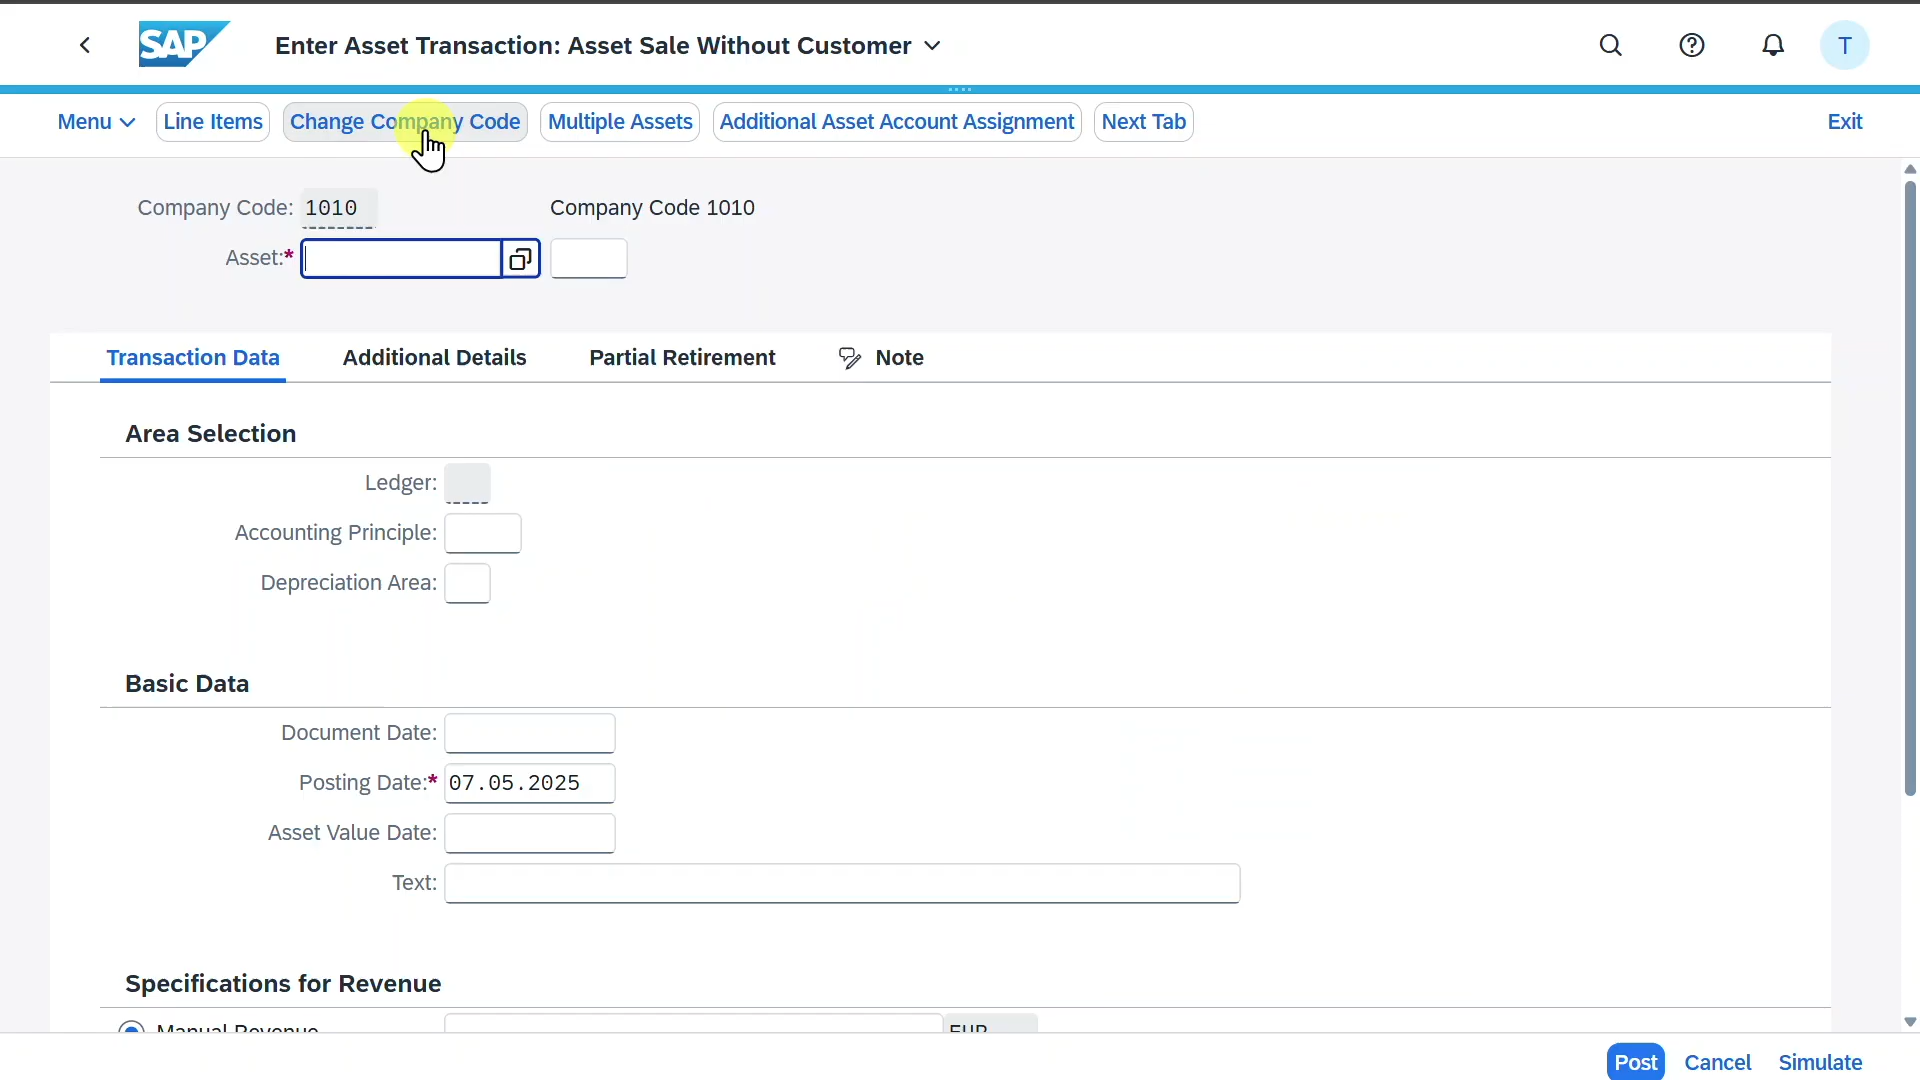 SAP Enter Asset Transaction: Asset Sale Without Customer T
Menu Line Items Change Company Code Multiple Assets Additional Asset Account Assignment Next Tab Exit
Company Code: 1010 Company Code 1010
Asset:*
Transaction Data Additional Details Partial Retirement Note
Area Selection
Ledger:
Accounting Principle:
Depreciation Area:
Basic Data
Document Date:
Posting Date:* 07.05.2025
Asset Value Date:
Text:
Specifications for Revenue
Manual Revenue EUR
Post Cancel Simulate